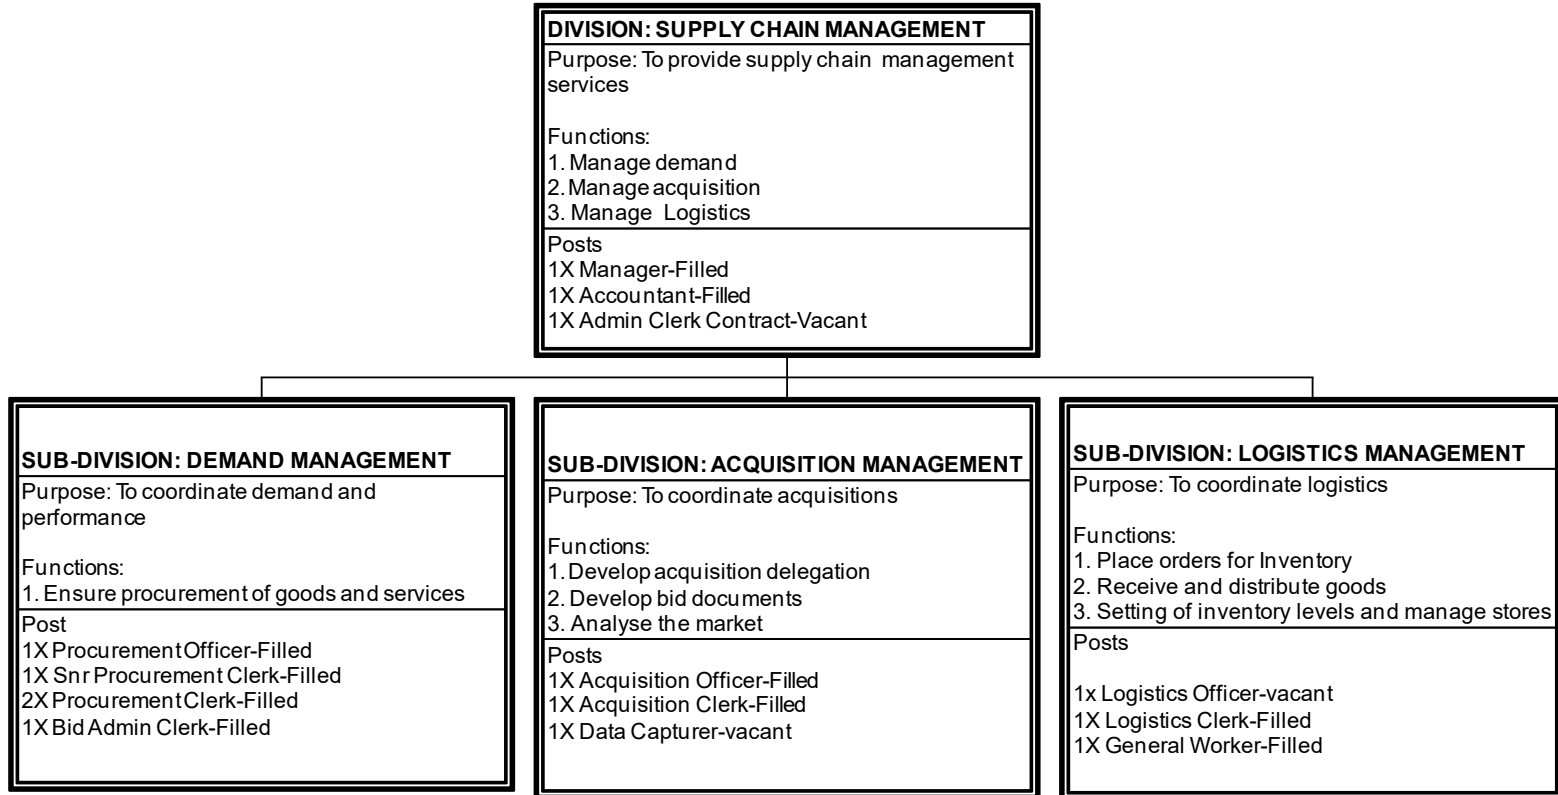 DIVISION: SUPPLY CHAIN MANAGEMENT
Purpose: To provide supply chain management
services
Functions:
1. Manage demand
2. Manage acquisition
3. Manage Logistics
Posts
1X Manager-Filled
1X Accountant-Filled
1X Admin Clerk Contract-Vacant
SUB-DIVISION: DEMAND MANAGEMENT
Purpose: To coordinate demand and
performance
Functions:
1. Ensure procurement of goods and services
Post
1X Procurement Officer-Filled
1X Snr Procurement Clerk-Filled
2X Procurement Clerk-Filled
1X Bid Admin Clerk-Filled
SUB-DIVISION: ACQUISITION MANAGEMENT
Purpose: To coordinate acquisitions
Functions:
1. Develop acquisition delegation
2. Develop bid documents
3. Analyse the market
Posts
1X Acquisition Officer-Filled
1X Acquisition Clerk-Filled
1X Data Capturer-vacant
SUB-DIVISION: LOGISTICS MANAGEMENT
Purpose: To coordinate logistics
Functions:
1. Place orders for Inventory
2. Receive and distribute goods
3. Setting of inventory levels and manage stores
Posts
1x Logistics Officer-vacant
1X Logistics Clerk-Filled
1X General Worker-Filled